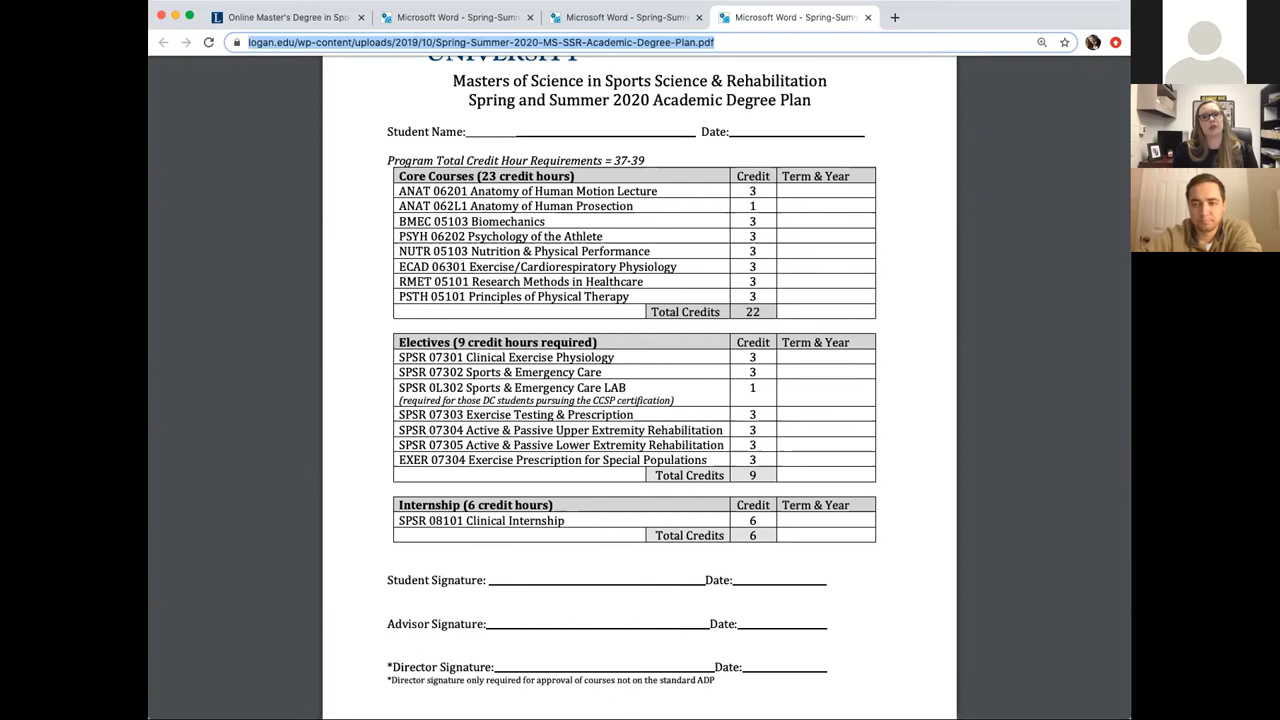 Online Master's Degree in Spo
Microsoft Word - Spring-Summ
Microsoft Word - Spring-Summ
Microsoft Word - Spring-Summ
logan.edu/wp-content/uploads/2019/10/Spring-Summer-2020-MS-SSR-Academic-Degree-Plan.pdf
UNIVERSITY
Masters of Science in Sports Science & Rehabilitation
Spring and Summer 2020 Academic Degree Plan
Student Name: Date:
Program Total Credit Hour Requirements = 37-39
Core Courses (23 credit hours) Credit Term & Year
ANAT 06201 Anatomy of Human Motion Lecture 3
ANAT 062L1 Anatomy of Human Prosection 1
BMEC 05103 Biomechanics 3
PSYH 06202 Psychology of the Athlete 3
NUTR 05103 Nutrition & Physical Performance 3
ECAD 06301 Exercise/Cardiorespiratory Physiology 3
RMET 05101 Research Methods in Healthcare 3
PSTH 05101 Principles of Physical Therapy 3
Total Credits 22
Electives (9 credit hours required) Credit Term & Year
SPSR 07301 Clinical Exercise Physiology 3
SPSR 07302 Sports & Emergency Care 3
SPSR 0L302 Sports & Emergency Care LAB 1
(required for those DC students pursuing the CCSP certification)
SPSR 07303 Exercise Testing & Prescription 3
SPSR 07304 Active & Passive Upper Extremity Rehabilitation 3
SPSR 07305 Active & Passive Lower Extremity Rehabilitation 3
EXER 07304 Exercise Prescription for Special Populations 3
Total Credits 9
Internship (6 credit hours) Credit Term & Year
SPSR 08101 Clinical Internship 6
Total Credits 6
Student Signature: Date:
Advisor Signature: Date:
*Director Signature: Date:
*Director signature only required for approval of courses not on the standard ADP